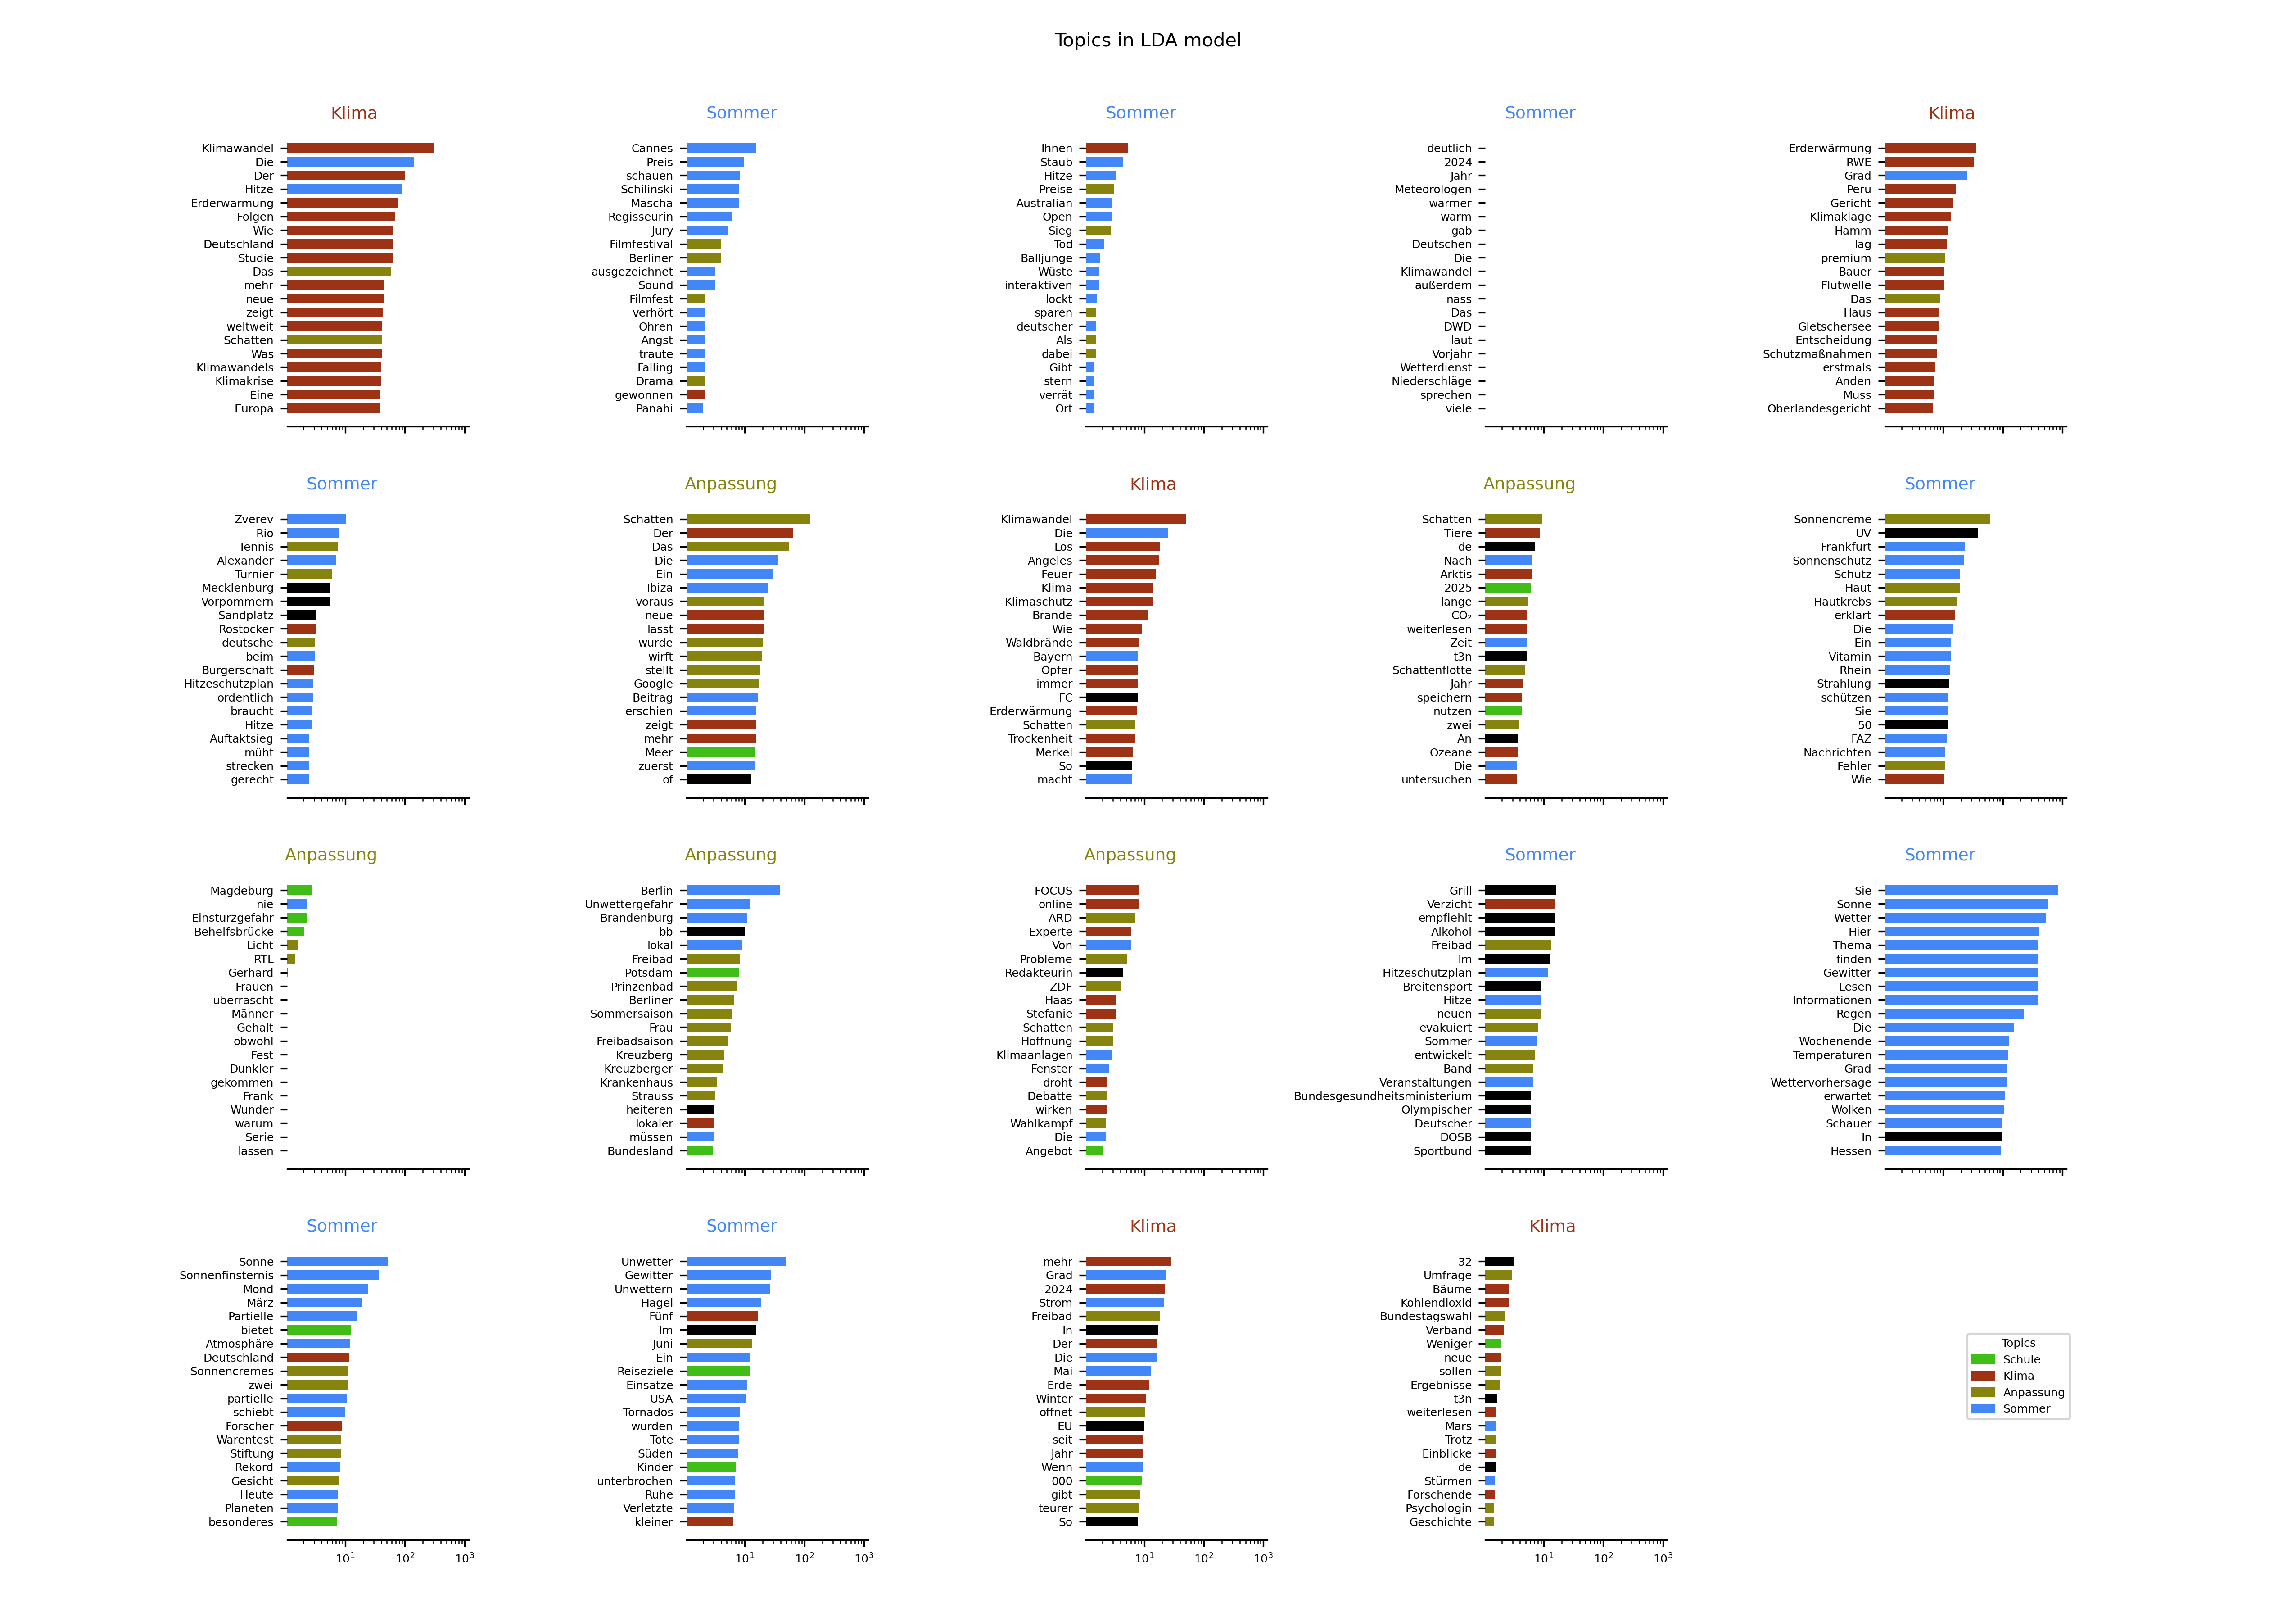 Topics in LDA model
Klima
Klimawandel
Die
Der
Hitze
Erderwärmung
Folgen
Wie
Deutschland
Studie
Das
mehr
neue
zeigt
weltweit
Schatten
Was
Klimawandels
Klimakrise
Eine
Europa
Sommer
Cannes
Preis
schauen
Schilinski
Mascha
Regisseurin
Jury
Filmfestival
Berliner
ausgezeichnet
Sound
Filmfest
verhört
Ohren
Angst
traute
Falling
Drama
gewonnen
Panahi
Sommer
Ihnen
Staub
Hitze
Preise
Australian
Open
Sieg
Tod
Balljunge
Wüste
interaktiven
lockt
sparen
deutscher
Als
dabei
Gibt
stern
verrät
Ort
Sommer
deutlich
2024
Jahr
Meteorologen
wärmer
warm
gab
Deutschen
Die
Klimawandel
außerdem
nass
Das
DWD
laut
Vorjahr
Wetterdienst
Niederschläge
sprechen
viele
Klima
Erderwärmung
RWE
Grad
Peru
Gericht
Klimaklage
Hamm
lag
premium
Bauer
Flutwelle
Das
Haus
Gletschersee
Entscheidung
Schutzmaßnahmen
erstmals
Anden
Muss
Oberlandesgericht
Sommer
Zverev
Rio
Tennis
Alexander
Turnier
Mecklenburg
Vorpommern
Sandplatz
Rostocker
deutsche
beim
Bürgerschaft
Hitzeschutzplan
ordentlich
braucht
Hitze
Auftaktsieg
müht
strecken
gerecht
Anpassung
Schatten
Der
Das
Die
Ein
Ibiza
voraus
neue
lässt
wurde
wirft
stellt
Google
Beitrag
erschien
zeigt
mehr
Meer
zuerst
of
Klima
Klimawandel
Die
Los
Angeles
Feuer
Klima
Klimaschutz
Brände
Wie
Waldbrände
Bayern
Opfer
immer
FC
Erderwärmung
Schatten
Trockenheit
Merkel
So
macht
Anpassung
Schatten
Tiere
de
Nach
Arktis
2025
lange
CO₂
weiterlesen
Zeit
t3n
Schattenflotte
Jahr
speichern
nutzen
zwei
An
Ozeane
Die
untersuchen
Sommer
Sonnencreme
UV
Frankfurt
Sonnenschutz
Schutz
Haut
Hautkrebs
erklärt
Die
Ein
Vitamin
Rhein
Strahlung
schützen
Sie
50
FAZ
Nachrichten
Fehler
Wie
Anpassung
Magdeburg
nie
Einsturzgefahr
Behelfsbrücke
Licht
RTL
Gerhard
Frauen
überrascht
Männer
Gehalt
obwohl
Fest
Dunkler
gekommen
Frank
Wunder
warum
Serie
lassen
Anpassung
Berlin
Unwettergefahr
Brandenburg
bb
lokal
Freibad
Potsdam
Prinzenbad
Berliner
Sommersaison
Frau
Freibadsaison
Kreuzberg
Kreuzberger
Krankenhaus
Strauss
heiteren
lokaler
müssen
Bundesland
Anpassung
FOCUS
online
ARD
Experte
Von
Probleme
Redakteurin
ZDF
Haas
Stefanie
Schatten
Hoffnung
Klimaanlagen
Fenster
droht
Debatte
wirken
Wahlkampf
Die
Angebot
Sommer
Grill
Verzicht
empfiehlt
Alkohol
Freibad
Im
Hitzeschutzplan
Breitensport
Hitze
neuen
evakuiert
Sommer
entwickelt
Band
Veranstaltungen
Bundesgesundheitsministerium
Olympischer
Deutscher
DOSB
Sportbund
Sommer
Sie
Sonne
Wetter
Hier
Thema
finden
Gewitter
Lesen
Informationen
Regen
Die
Wochenende
Temperaturen
Grad
Wettervorhersage
erwartet
Wolken
Schauer
In
Hessen
Sommer
Sonne
Sonnenfinsternis
Mond
März
Partielle
bietet
Atmosphäre
Deutschland
Sonnencremes
zwei
partielle
schiebt
Forscher
Warentest
Stiftung
Rekord
Gesicht
Heute
Planeten
besonderes
10¹ 10² 10³
Sommer
Unwetter
Gewitter
Unwettern
Hagel
Fünf
Im
Juni
Ein
Reiseziele
Einsätze
USA
Tornados
wurden
Tote
Süden
Kinder
unterbrochen
Ruhe
Verletzte
kleiner
10¹ 10² 10³
Klima
mehr
Grad
2024
Strom
Freibad
In
Der
Die
Mai
Erde
Winter
öffnet
EU
seit
Jahr
Wenn
000
gibt
teurer
So
10¹ 10² 10³
Klima
32
Umfrage
Bäume
Kohlendioxid
Bundestagswahl
Verband
Weniger
neue
sollen
Ergebnisse
t3n
weiterlesen
Mars
Trotz
Einblicke
de
Stürmen
Forschende
Psychologin
Geschichte
10¹ 10² 10³
Topics
Schule
Klima
Anpassung
Sommer